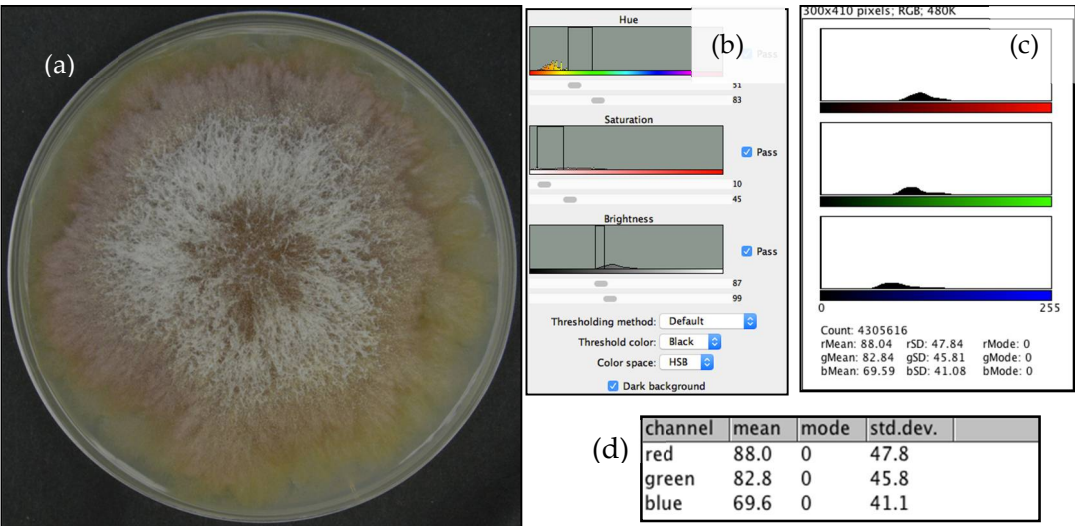 (a)
Hue
(b)
Pass
51
83
Saturation
Pass
10
45
Brightness
Pass
87
99
Thresholding method: Default
Threshold color: Black
Color space: HSB
Dark background
300x410 pixels; RGB; 480K
(c)
0 255
Count: 4305616
rMean: 88.04 rSD: 47.84 rMode: 0
gMean: 82.84 gSD: 45.81 gMode: 0
bMean: 69.59 bSD: 41.08 bMode: 0
(d)
channel mean mode std.dev.
red 88.0 0 47.8
green 82.8 0 45.8
blue 69.6 0 41.1